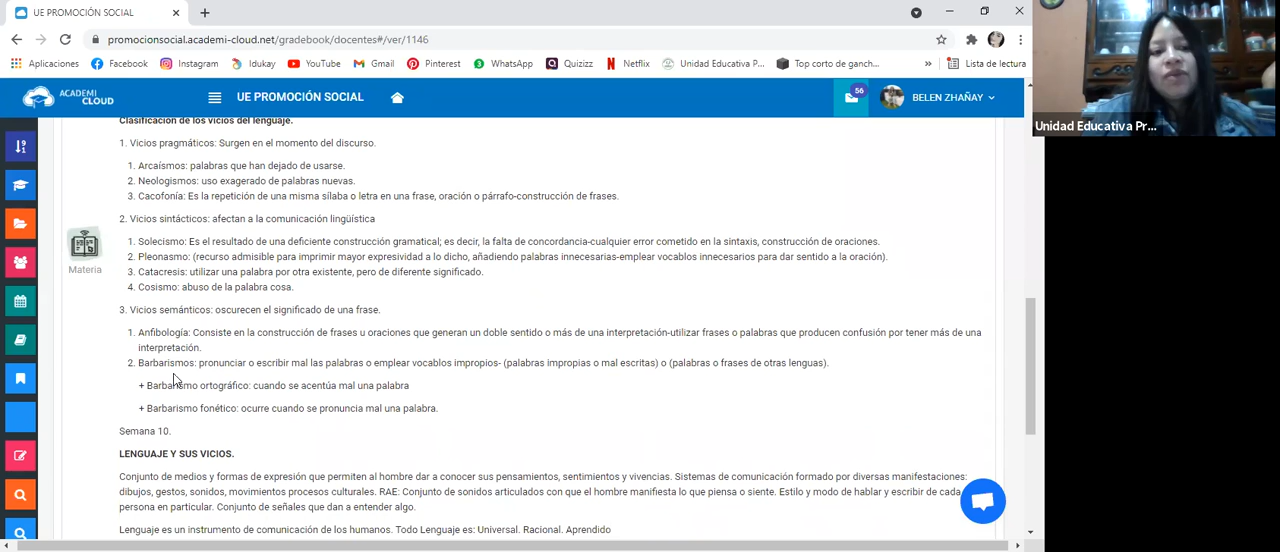 UE PROMOCIÓN SOCIAL
promocionsocial.academi-cloud.net/gradebook/docentes#/ver/1146
Aplicaciones Facebook Instagram Idukay YouTube Gmail Pinterest WhatsApp Quizizz Netflix Unidad Educativa P... Top corto de ganch... » Lista de lectura
ACADEMI CLOUD UE PROMOCIÓN SOCIAL 56 BELEN ZHAÑAY
Unidad Educativa Pr...
Clasificación de los vicios del lenguaje.
1. Vicios pragmáticos: Surgen en el momento del discurso.
1. Arcaísmos: palabras que han dejado de usarse.
2. Neologismos: uso exagerado de palabras nuevas.
3. Cacofonía: Es la repetición de una misma sílaba o letra en una frase, oración o párrafo-construcción de frases.
2. Vicios sintácticos: afectan a la comunicación lingüística
1. Solecismo: Es el resultado de una deficiente construcción gramatical; es decir, la falta de concordancia-cualquier error cometido en la sintaxis, construcción de oraciones.
2. Pleonasmo: (recurso admisible para imprimir mayor expresividad a lo dicho, añadiendo palabras innecesarias-emplear vocablos innecesarios para dar sentido a la oración).
3. Catacresis: utilizar una palabra por otra existente, pero de diferente significado.
4. Cosismo: abuso de la palabra cosa.
Materia
3. Vicios semánticos: oscurecen el significado de una frase.
1. Anfibología: Consiste en la construcción de frases u oraciones que generan un doble sentido o más de una interpretación-utilizar frases o palabras que producen confusión por tener más de una
interpretación.
2. Barbarismos: pronunciar o escribir mal las palabras o emplear vocablos impropios- (palabras impropias o mal escritas) o (palabras o frases de otras lenguas).
+ Barbarismo ortográfico: cuando se acentúa mal una palabra
+ Barbarismo fonético: ocurre cuando se pronuncia mal una palabra.
Semana 10.
LENGUAJE Y SUS VICIOS.
Conjunto de medios y formas de expresión que permiten al hombre dar a conocer sus pensamientos, sentimientos y vivencias. Sistemas de comunicación formado por diversas manifestaciones:
dibujos, gestos, sonidos, movimientos procesos culturales. RAE: Conjunto de sonidos articulados con que el hombre manifiesta lo que piensa o siente. Estilo y modo de hablar y escribir de cada
persona en particular. Conjunto de señales que dan a entender algo.
Lenguaje es un instrumento de comunicación de los humanos. Todo Lenguaje es: Universal. Racional. Aprendido